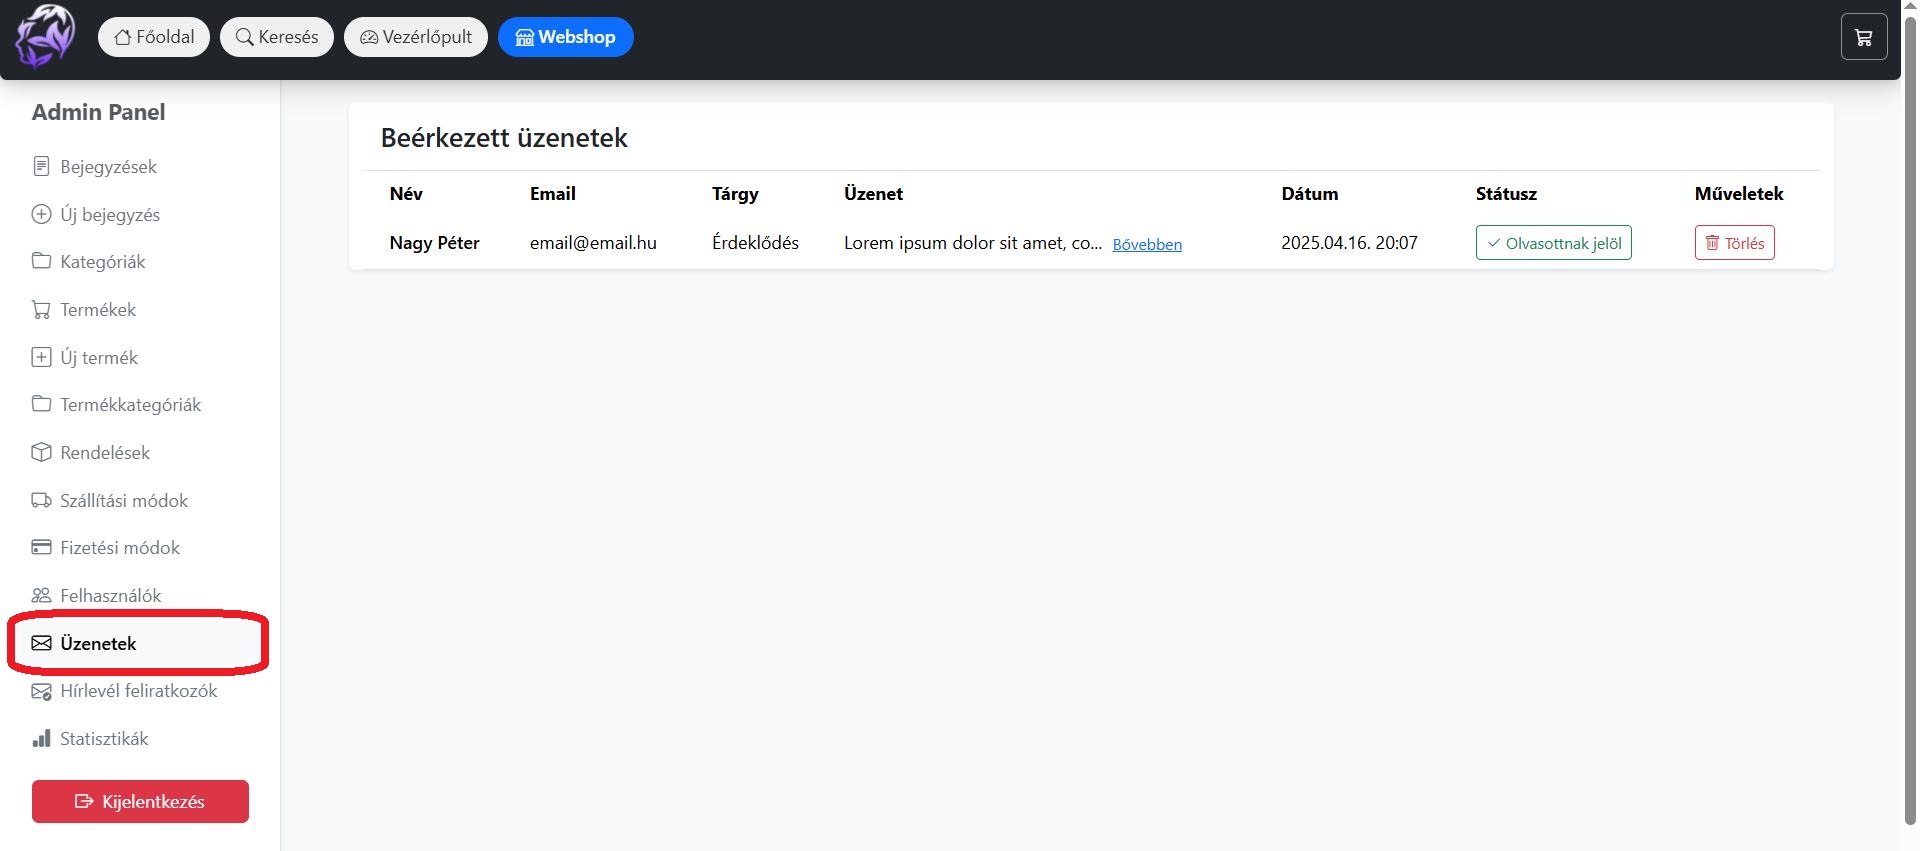 Főoldal Keresés Vezérlőpult Webshop
Admin Panel
Bejegyzések
Új bejegyzés
Kategóriák
Termékek
Új termék
Termékkategóriák
Rendelések
Szállítási módok
Fizetési módok
Felhasználók
Üzenetek
Hírlevél feliratkozók
Statisztikák
Kijelentkezés
Beérkezett üzenetek
Név Email Tárgy Üzenet Dátum Státusz Műveletek
Nagy Péter email@email.hu Érdeklődés Lorem ipsum dolor sit amet, co... Bővebben 2025.04.16. 20:07 Olvasottnak jelöl Törlés